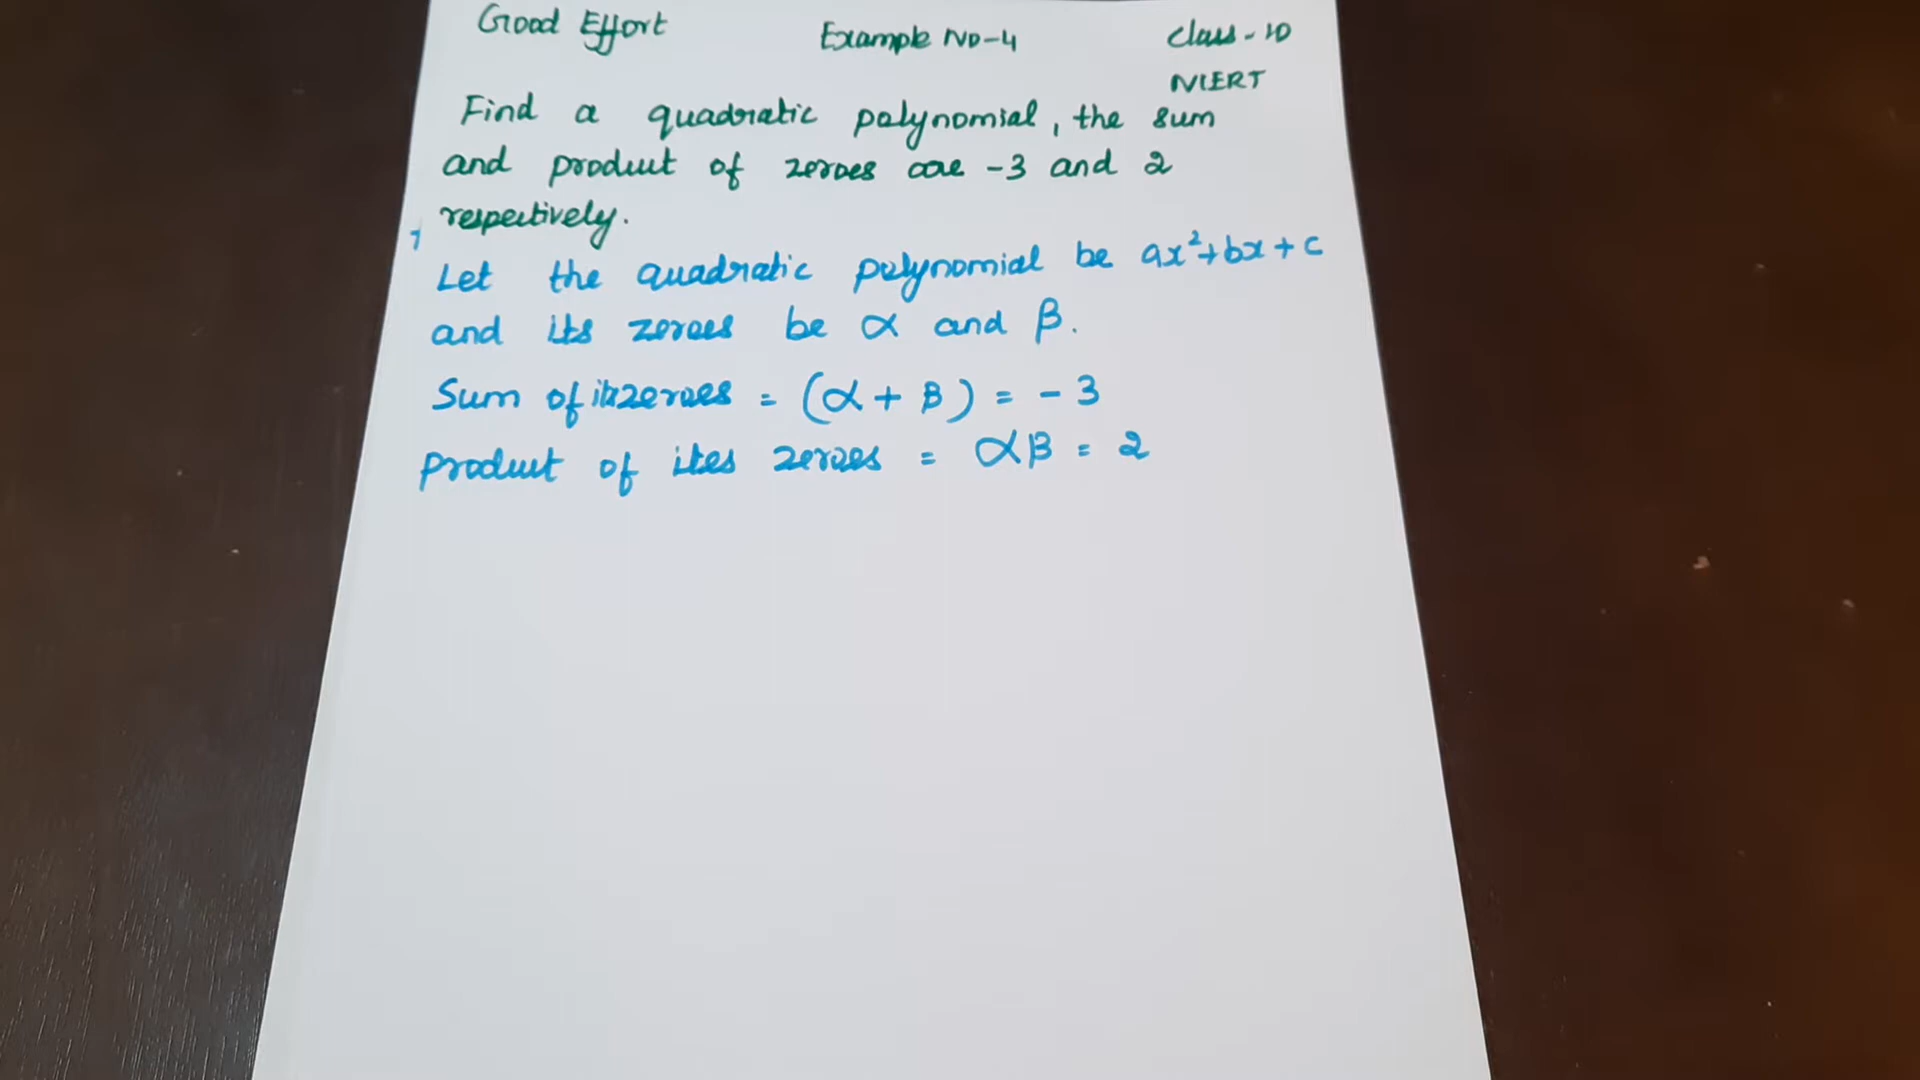 Good Effort Example No-4 Class-10
NCERT
Find a quadratic polynomial, the sum
and product of zeroes are -3 and 2
respectively.
Let the quadratic polynomial be ax²+bx+c
and its zeroes be α and β.
Sum of its zeroes = (α + β) = -3
product of ites zeroes = αβ = 2